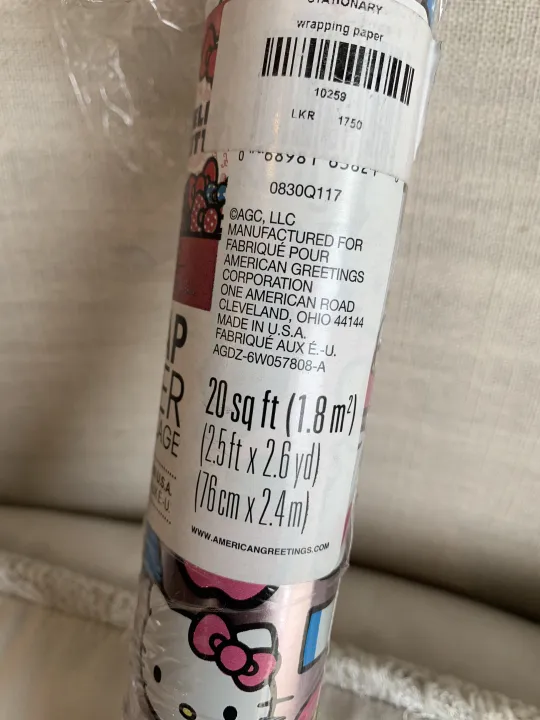 STATIONARY
wrapping paper
10259
LKR 1750
0830Q117
©AGC, LLC
MANUFACTURED FOR
FABRIQUÉ POUR
AMERICAN GREETINGS
CORPORATION
ONE AMERICAN ROAD
CLEVELAND, OHIO 44144
MADE IN U.S.A.
FABRIQUÉ AUX É.-U.
AGDZ-6W057808-A
20 sq ft (1.8 m²)
(2.5ft x 2.6 yd)
(76cm x 2.4m)
WWW.AMERICANGREETINGS.COM